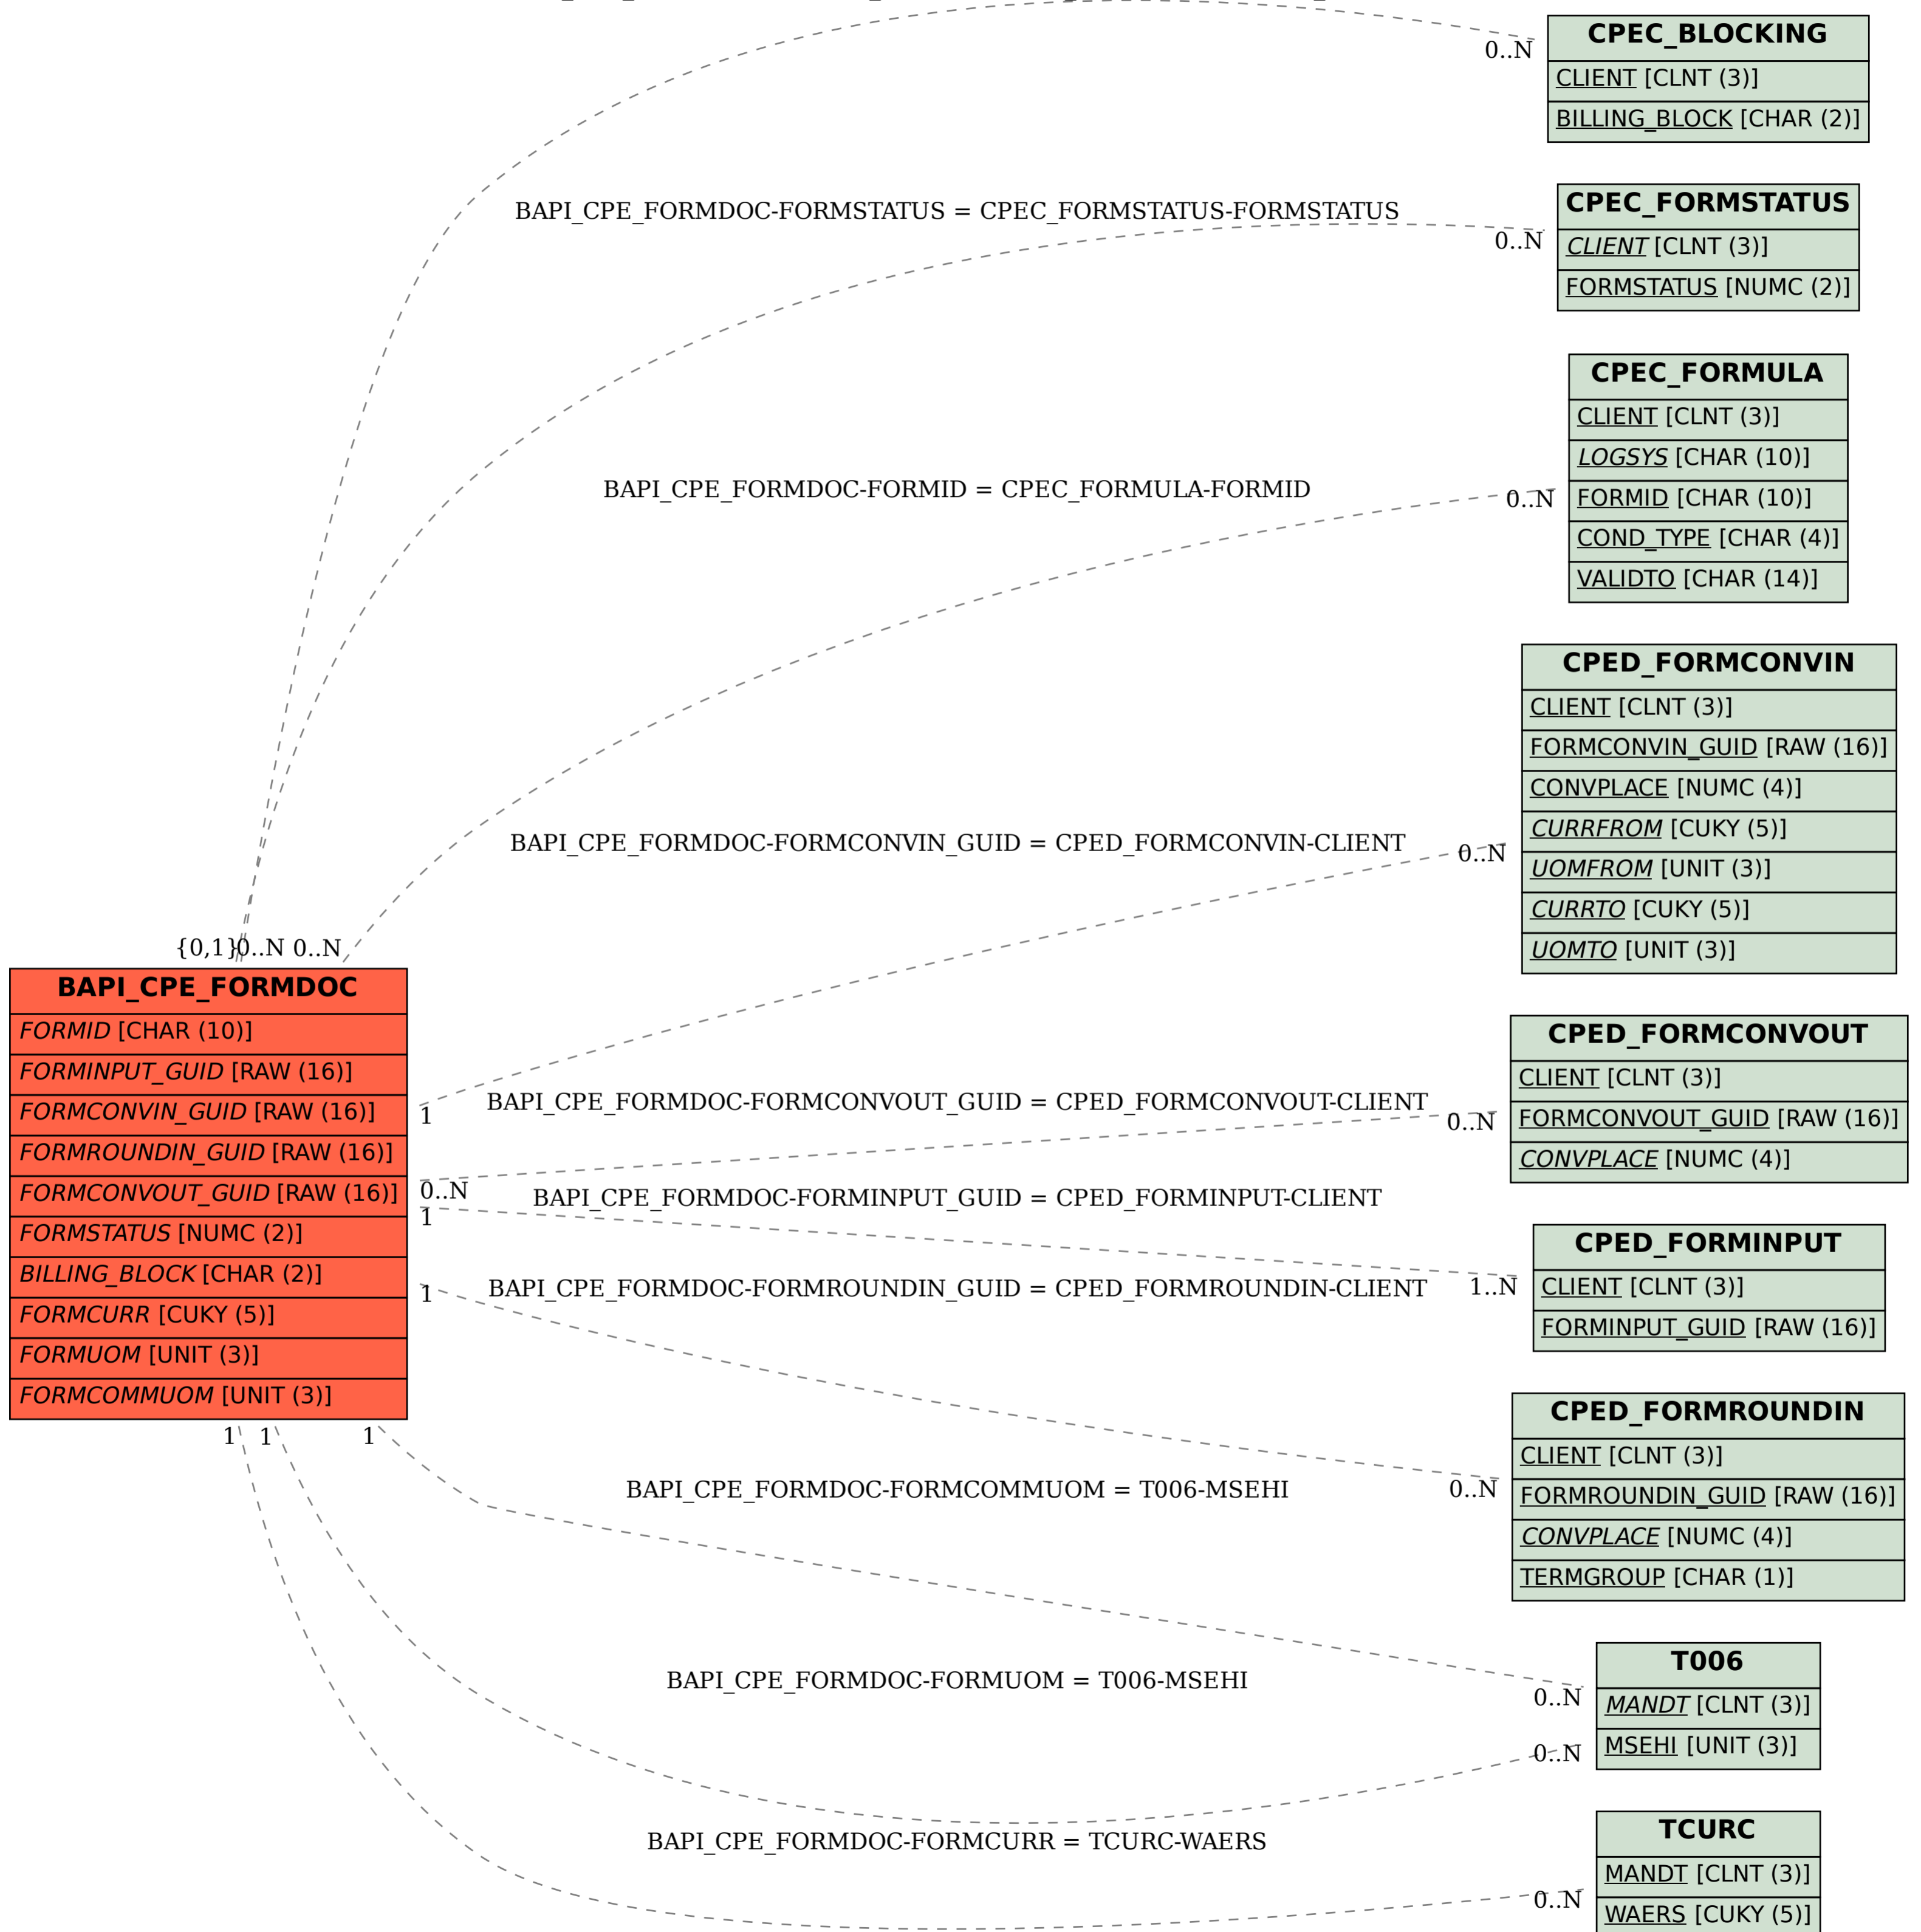 CPEC_BLOCKING
0..N
CLIENT [CLNT (3)]
BILLING_BLOCK [CHAR (2)]
CPEC_FORMSTATUS
BAPI_CPE_FORMDOC-FORMSTATUS = CPEC_FORMSTATUS-FORMSTATUS
0..N
CLIENT [CLNT (3)]
FORMSTATUS [NUMC (2)]
CPEC_FORMULA
CLIENT [CLNT (3)]
LOGSYS [CHAR (10)]
BAPI_CPE_FORMDOC-FORMID = CPEC_FORMULA-FORMID
0..N
FORMID [CHAR (10)]
COND_TYPE [CHAR (4)]
VALIDTO [CHAR (14)]
CPED_FORMCONVIN
CLIENT [CLNT (3)]
FORMCONVIN_GUID [RAW (16)]
CONVPLACE [NUMC (4)]
CURRFROM [CUKY (5)]
BAPI_CPE_FORMDOC-FORMCONVIN_GUID = CPED_FORMCONVIN-CLIENT
0..N
UOMFROM [UNIT (3)]
CURRTO [CUKY (5)]
UOMTO [UNIT (3)]
{0,1}
0..N
0..N
BAPI_CPE_FORMDOC
FORMID [CHAR (10)]
FORMINPUT_GUID [RAW (16)]
FORMCONVIN_GUID [RAW (16)]
FORMROUNDIN_GUID [RAW (16)]
FORMCONVOUT_GUID [RAW (16)]
FORMSTATUS [NUMC (2)]
BILLING_BLOCK [CHAR (2)]
FORMCURR [CUKY (5)]
FORMUOM [UNIT (3)]
FORMCOMMUOM [UNIT (3)]
CPED_FORMCONVOUT
CLIENT [CLNT (3)]
FORMCONVOUT_GUID [RAW (16)]
CONVPLACE [NUMC (4)]
1
BAPI_CPE_FORMDOC-FORMCONVOUT_GUID = CPED_FORMCONVOUT-CLIENT
0..N
0..N
BAPI_CPE_FORMDOC-FORMINPUT_GUID = CPED_FORMINPUT-CLIENT
1
CPED_FORMINPUT
CLIENT [CLNT (3)]
FORMINPUT_GUID [RAW (16)]
1..N
1
BAPI_CPE_FORMDOC-FORMROUNDIN_GUID = CPED_FORMROUNDIN-CLIENT
CPED_FORMROUNDIN
CLIENT [CLNT (3)]
FORMROUNDIN_GUID [RAW (16)]
CONVPLACE [NUMC (4)]
TERMGROUP [CHAR (1)]
0..N
1
1
1
BAPI_CPE_FORMDOC-FORMCOMMUOM = T006-MSEHI
T006
MANDT [CLNT (3)]
MSEHI [UNIT (3)]
0..N
BAPI_CPE_FORMDOC-FORMUOM = T006-MSEHI
0..N
BAPI_CPE_FORMDOC-FORMCURR = TCURC-WAERS
TCURC
MANDT [CLNT (3)]
WAERS [CUKY (5)]
0..N